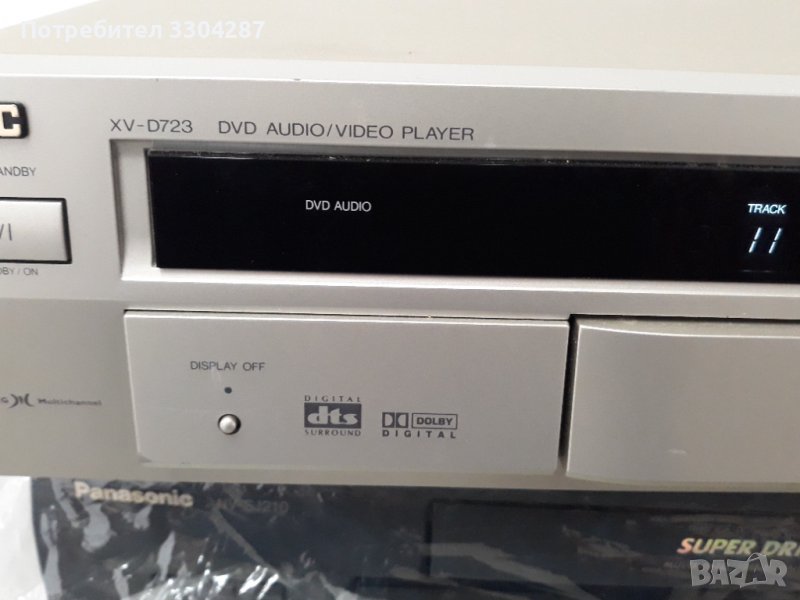 Потребител 3304287
C
XV-D723 DVD AUDIO/VIDEO PLAYER
ANDBY
DVD AUDIO
TRACK
11
/I
DBY/ON
DISPLAY OFF
G Multichannel
DIGITAL
dts
SURROUND
DOLBY
DIGITAL
Panasonic
SUPER DRI
BAZAR